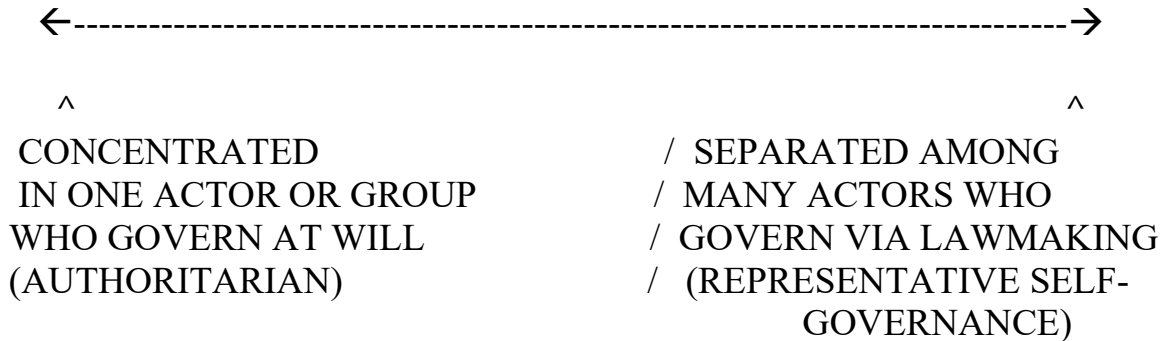 ←-----------------------------------------------------------------------→
^ ^
CONCENTRATED / SEPARATED AMONG
IN ONE ACTOR OR GROUP / MANY ACTORS WHO
WHO GOVERN AT WILL / GOVERN VIA LAWMAKING
(AUTHORITARIAN) / (REPRESENTATIVE SELF-
GOVERNANCE)